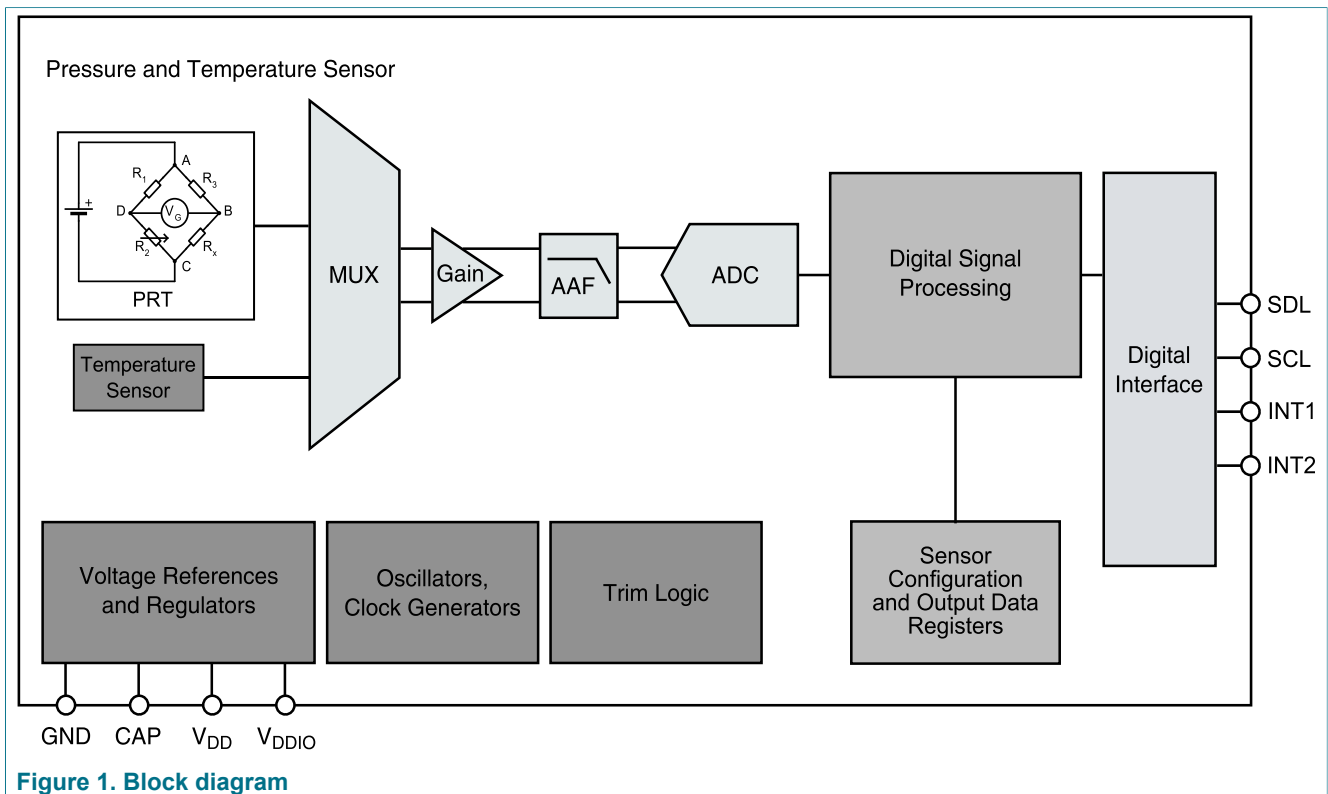 Pressure and Temperature Sensor
A
R1
R3
+
D
VG
B
R2
Rx
C
PRT
Temperature
Sensor
MUX
Gain
AAF
ADC
Digital Signal
Processing
Digital
Interface
SDL
SCL
INT1
INT2
Voltage References
and Regulators
Oscillators,
Clock Generators
Trim Logic
Sensor
Configuration
and Output Data
Registers
GND
CAP
VDD
VDDIO
Figure 1. Block diagram